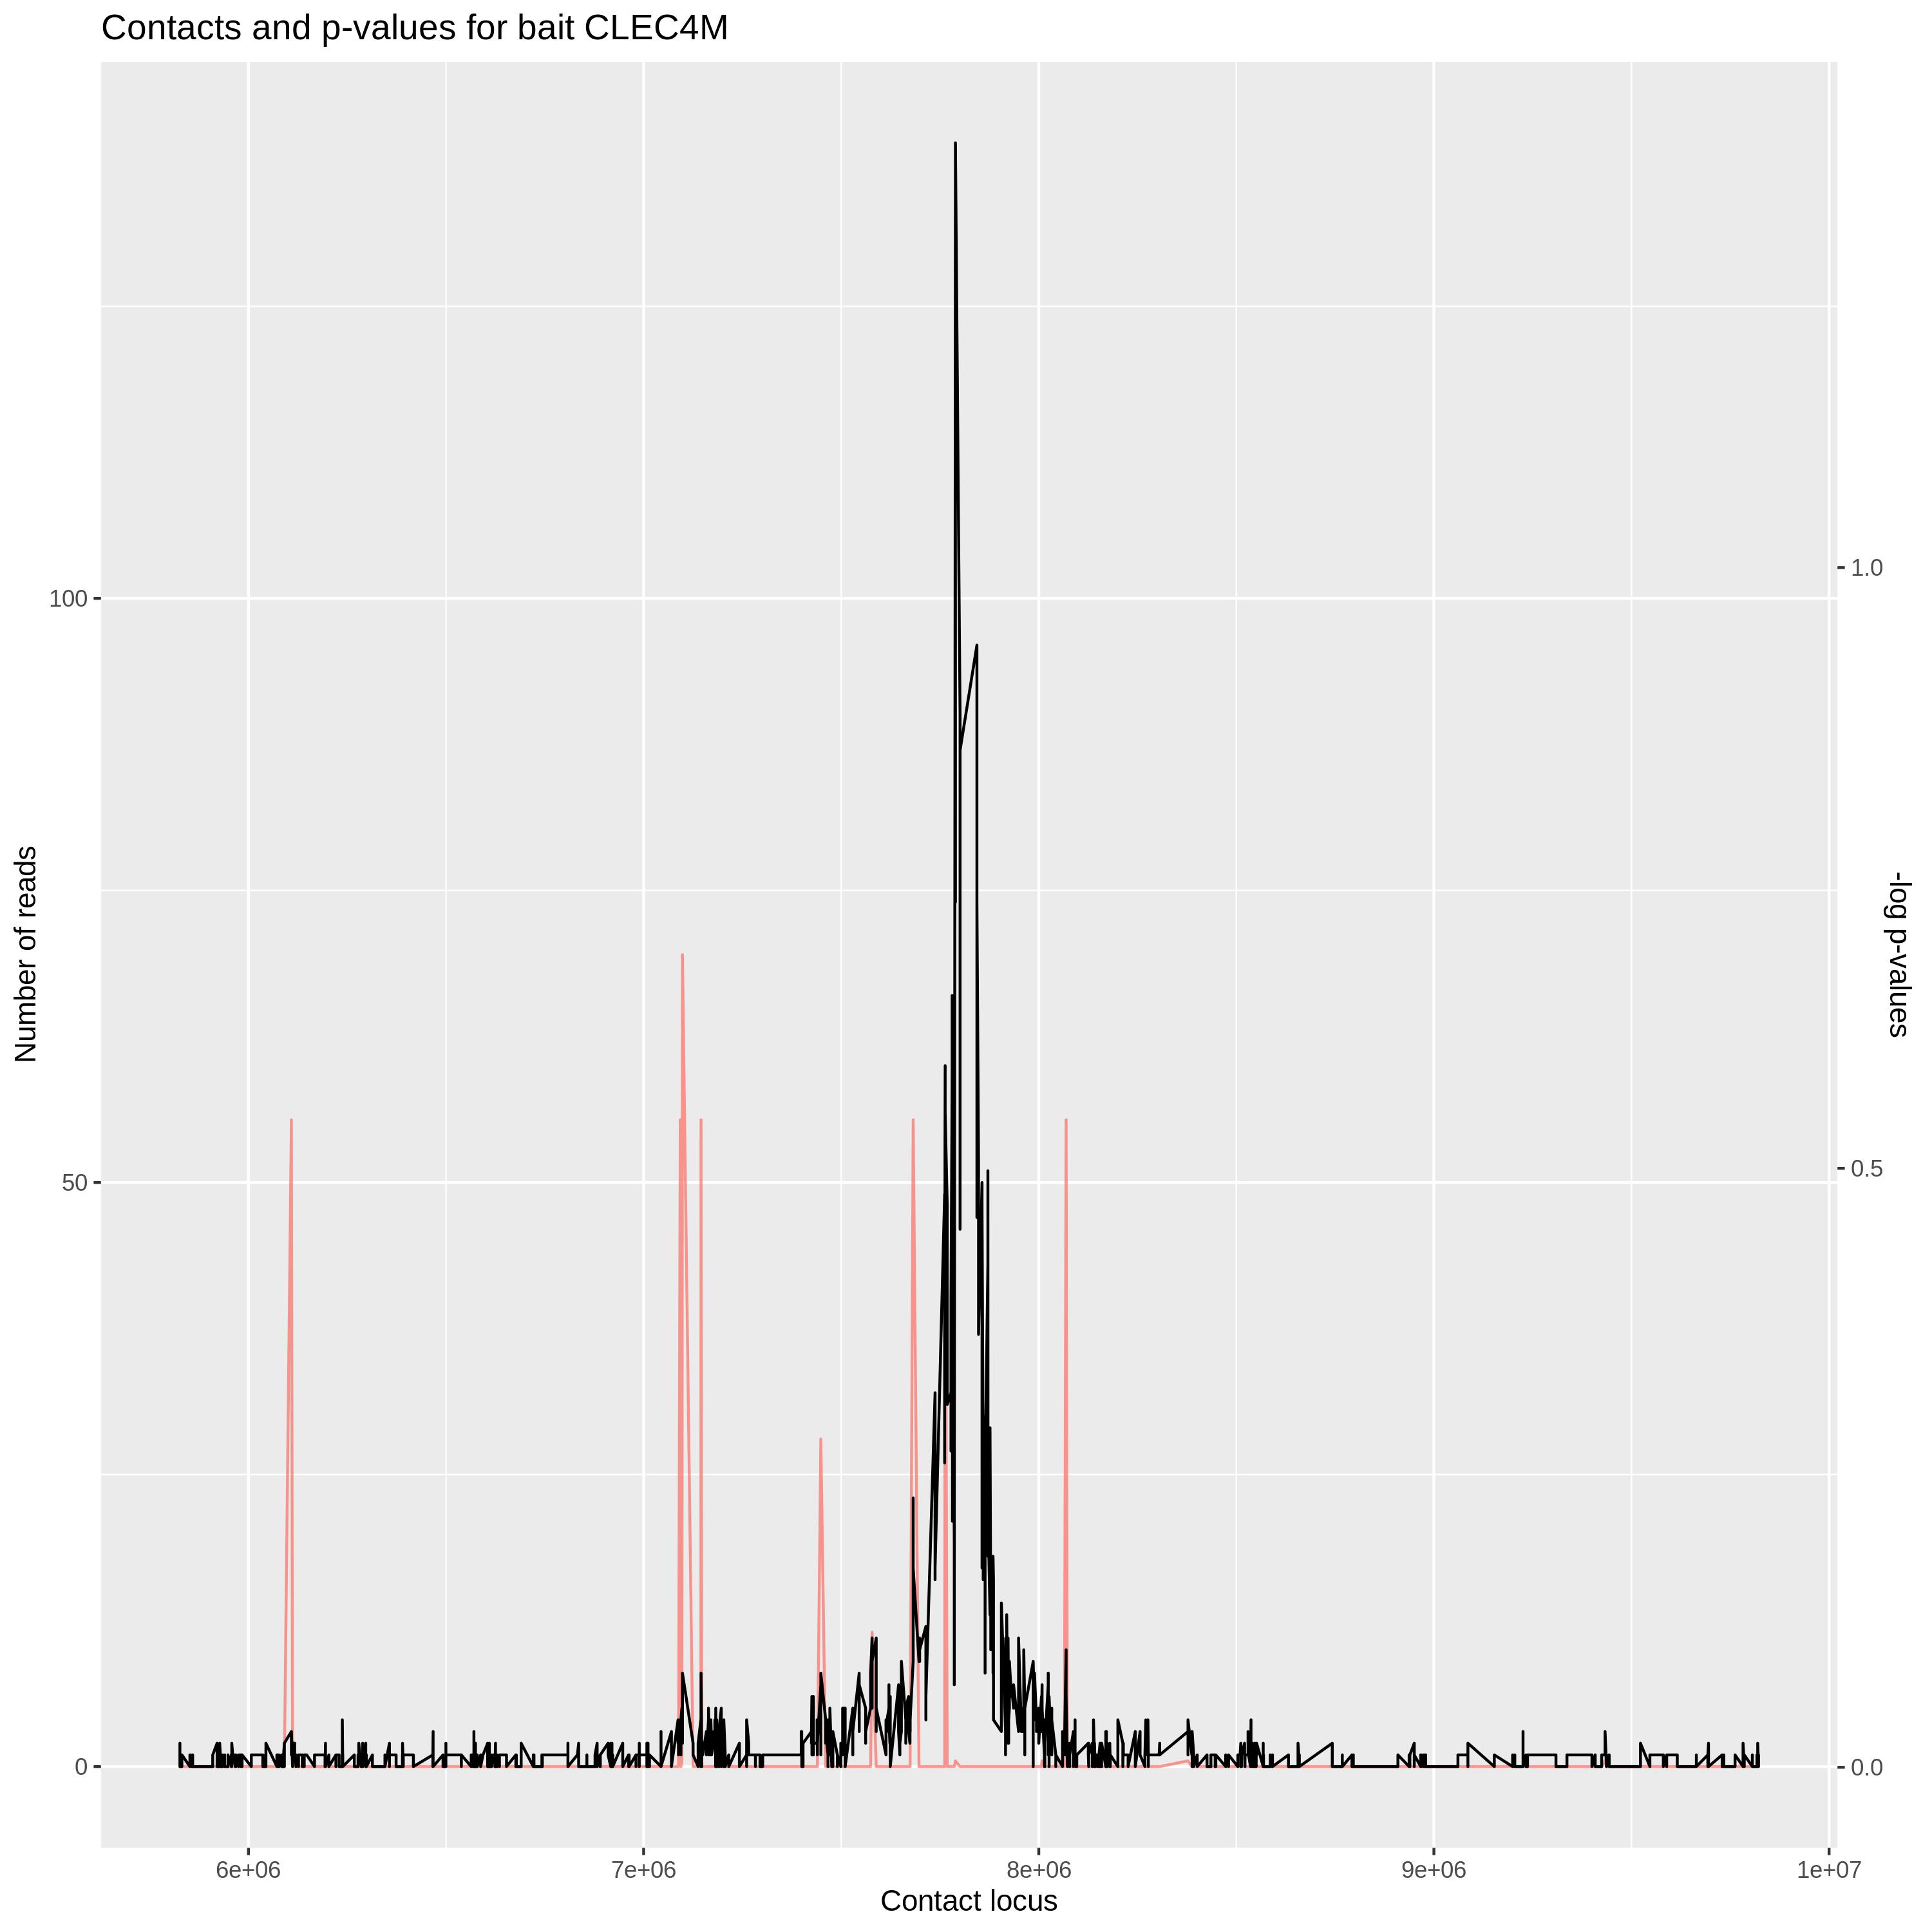 Contacts and p-values for bait CLEC4M
Number of reads
100
50
0
1.0
0.5
0.0
-log p-values
6e+06
7e+06
8e+06
9e+06
1e+07
Contact locus